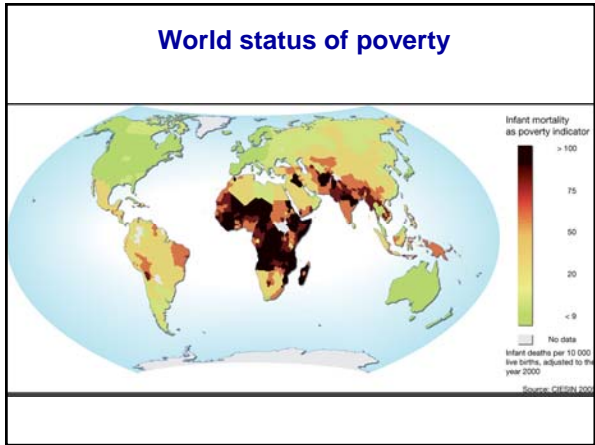 World status of poverty
Infant mortality
as poverty indicator
> 100
75
50
20
< 9
No data
Infant deaths per 10 000
live births, adjusted to the
year 2000
Source: CIESIN